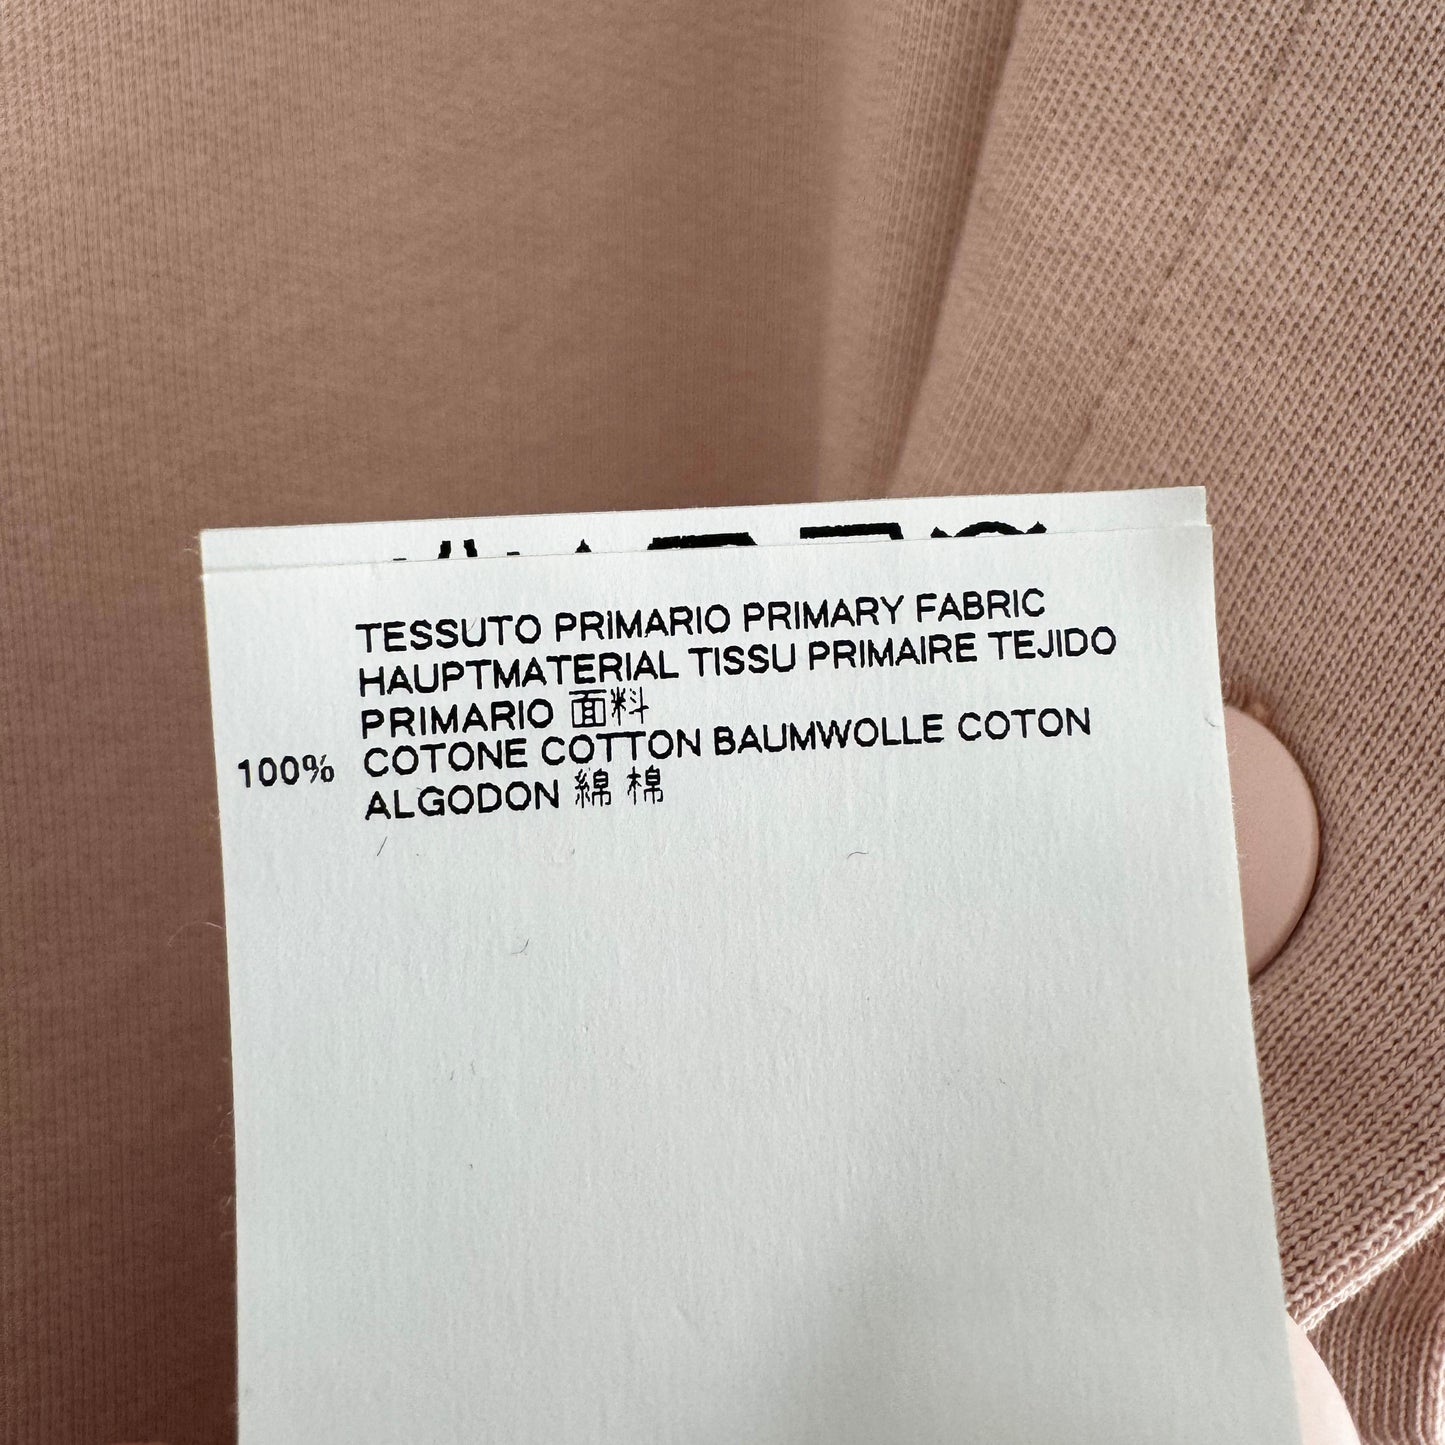 TESSUTO PRIMARIO PRIMARY FABRIC
HAUPTMATERIAL TISSU PRIMAIRE TEJIDO
PRIMARIO 面料
100% COTONE COTTON BAUMWOLLE COTON
ALGODON 綿 棉